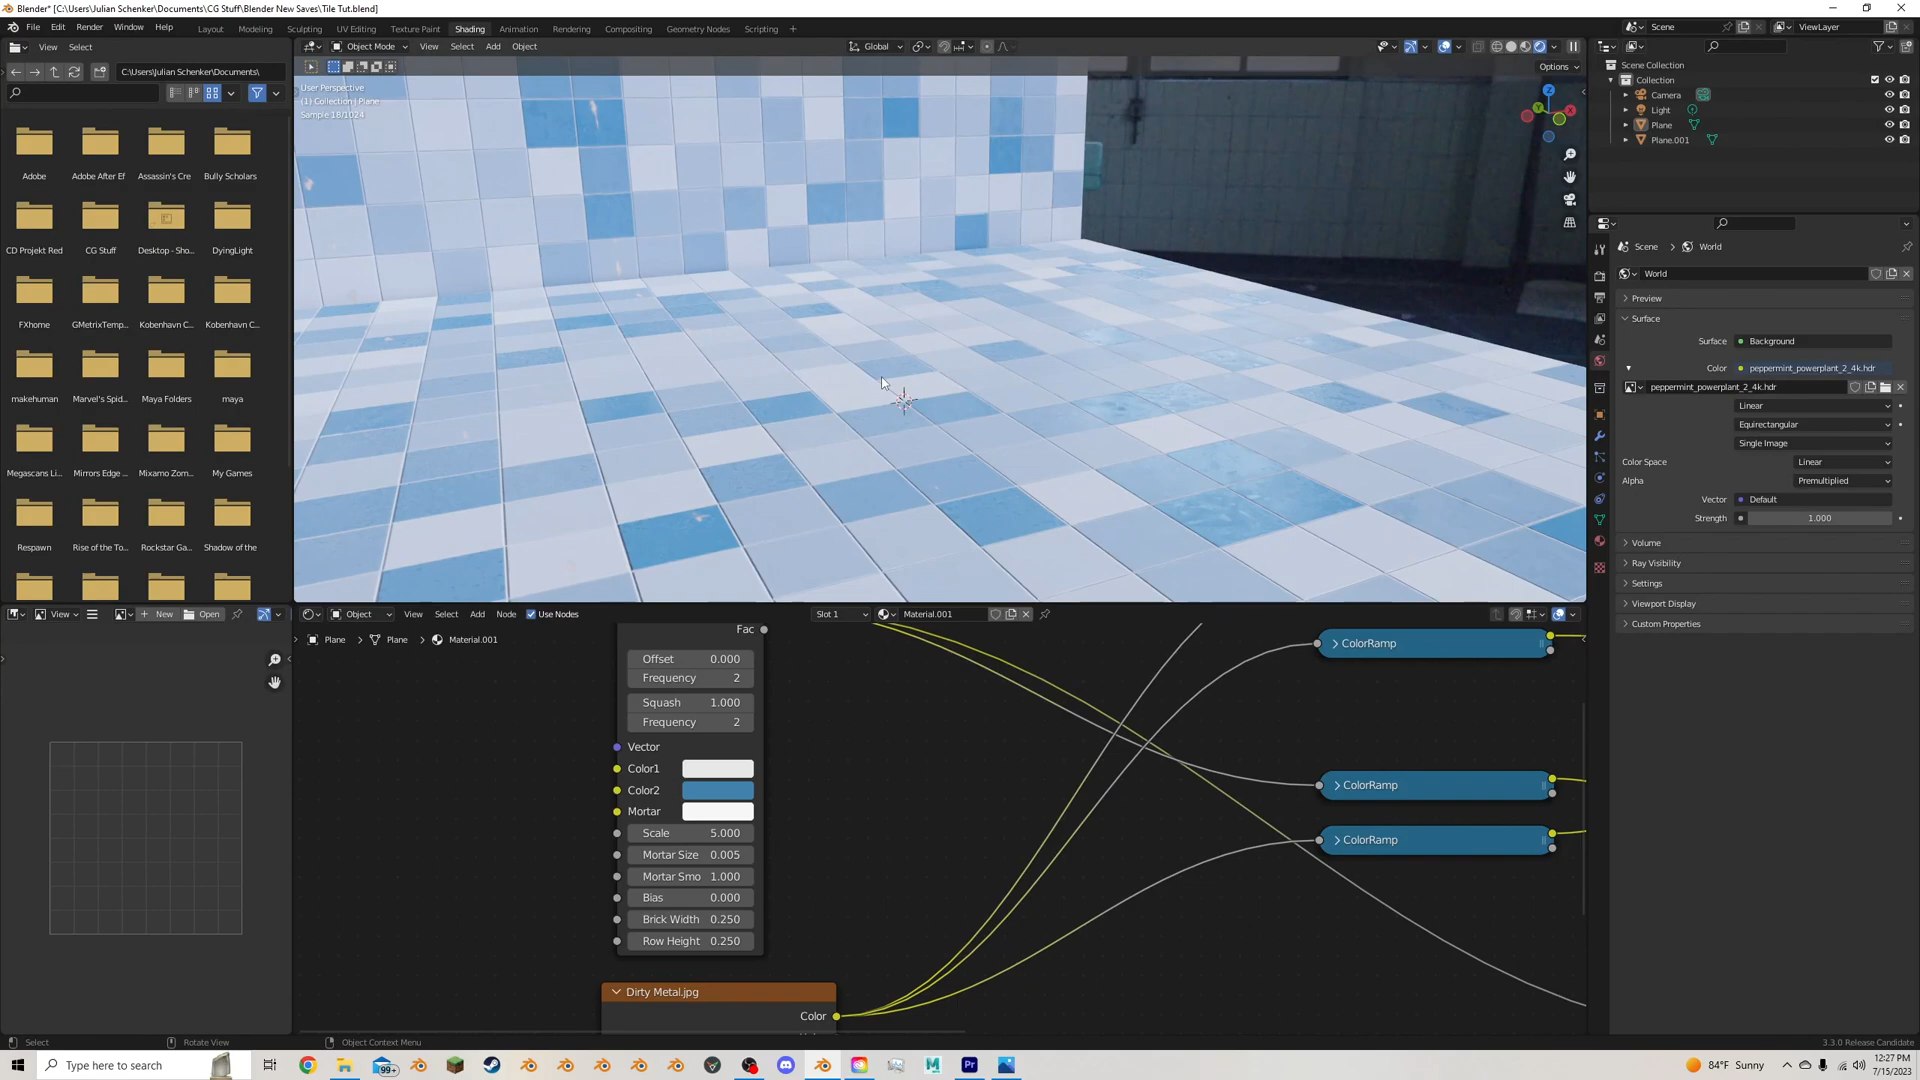 Blender* [C:\Users\Julian Schenker\Documents\CG Stuff\Blender New Saves\Tile Tut.blend]
File Edit Render Window Help
Layout Modeling Sculpting UV Editing Texture Paint Shading Animation Rendering Compositing Geometry Nodes Scripting +
Scene
ViewLayer
View Select
C:\Users\Julian Schenker\Documents\
Adobe
Adobe After Ef
Assassin's Cre
Bully Scholars
CD Projekt Red
CG Stuff
Desktop - Sho...
DyingLight
FXhome
GMetrixTemp...
Kobenhavn C...
Kobenhavn C...
makehuman
Marvel's Spid...
Maya Folders
maya
Megascans Li...
Mirrors Edge ...
Mixamo Zom...
My Games
Respawn
Rise of the To...
Rockstar Ga...
Shadow of the
Object Mode View Select Add Object
Global
Options
User Perspective
(1) Collection | Plane
Sample 18/1024
Z
X
Y
Scene Collection
Collection
Camera
Light
Plane
Plane.001
Scene > World
World
Preview
Surface
Surface Background
Color peppermint_powerplant_2_4k.hdr
peppermint_powerplant_2_4k.hdr
Linear
Equirectangular
Single Image
Color Space Linear
Alpha Premultiplied
Vector Default
Strength 1.000
Volume
Ray Visibility
Settings
Viewport Display
Custom Properties
View
New
Open
Object View Select Add Node Use Nodes
Slot 1
Material.001
Plane > Plane > Material.001
Fac
Offset 0.000
Frequency 2
Squash 1.000
Frequency 2
Vector
Color1
Color2
Mortar
Scale 5.000
Mortar Size 0.005
Mortar Smo 1.000
Bias 0.000
Brick Width 0.250
Row Height 0.250
Dirty Metal.jpg
Color
ColorRamp
ColorRamp
ColorRamp
Select
Rotate View
Object Context Menu
3.3.0 Release Candidate
Type here to search
99+
84°F Sunny
12:27 PM
7/15/2023